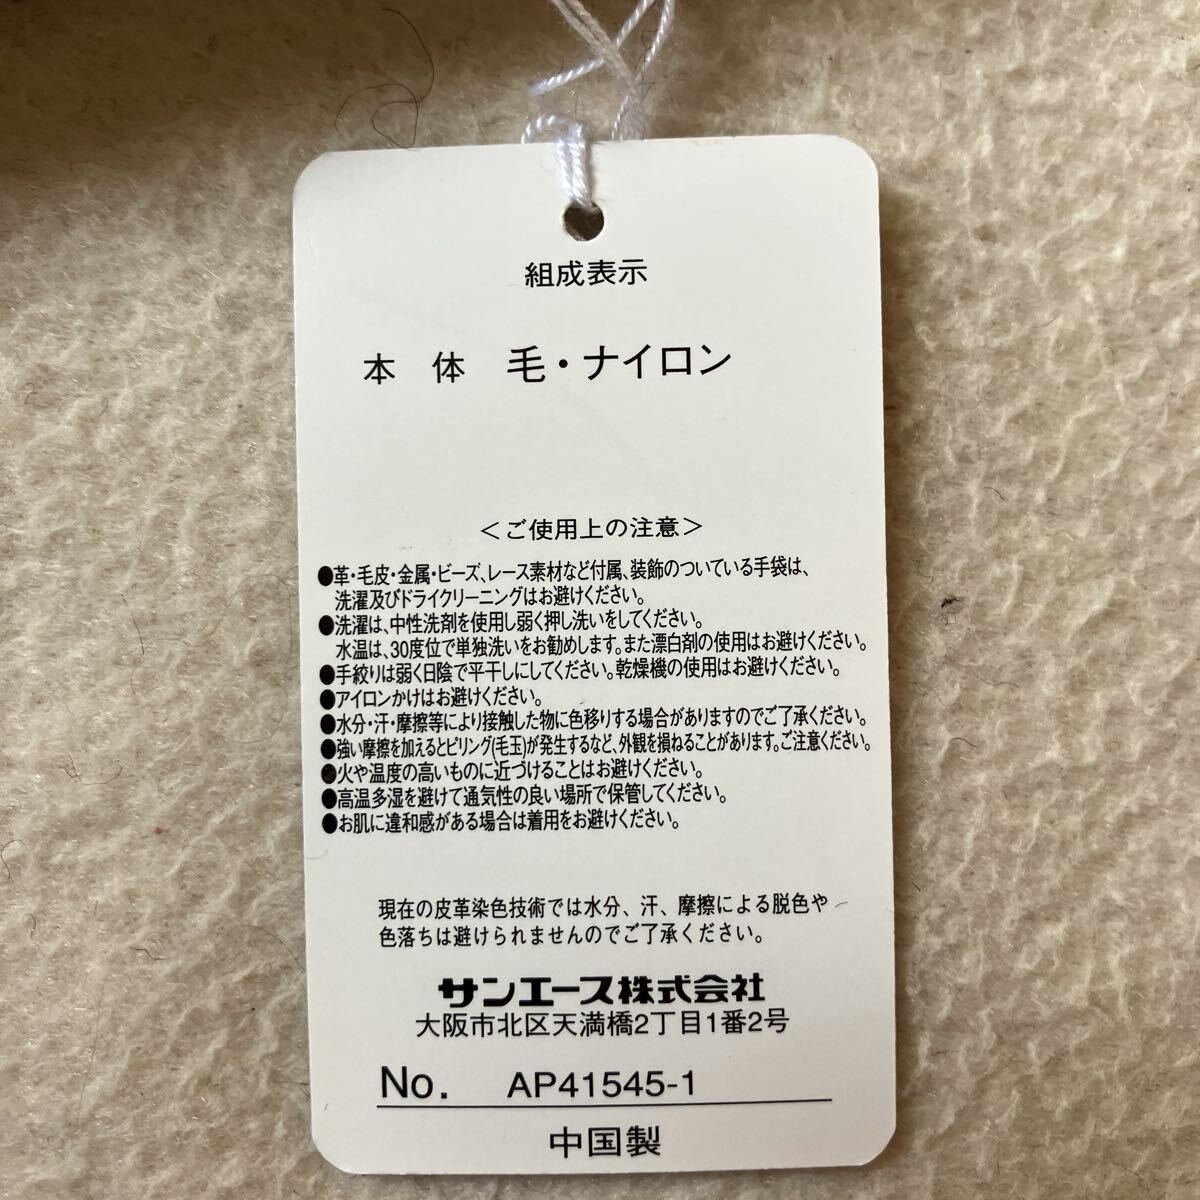 組成表示
本 体 毛・ナイロン
＜ご使用上の注意＞
●革・毛皮・金属・ビーズ、レース素材など付属、装飾のついている手袋は、
洗濯及びドライクリーニングはお避けください。
●洗濯は、中性洗剤を使用し弱く押し洗いをしてください。
水温は、30度位で単独洗いをお勧めします。また漂白剤の使用はお避けください。
●手絞りは弱く日陰で平干しにしてください。乾燥機の使用はお避けください。
●アイロンかけはお避けください。
●水分・汗・摩擦等により接触した物に色移りする場合がありますのでご了承ください。
●強い摩擦を加えるとピリング(毛玉)が発生するなど、外観を損ねることがあります。ご注意ください。
●火や温度の高いものに近づけることはお避けください。
●高温多湿を避けて通気性の良い場所で保管してください。
●お肌に違和感がある場合は着用をお避けください。
現在の皮革染色技術では水分、汗、摩擦による脱色や
色落ちは避けられませんのでご了承ください。
サンエース株式会社
大阪市北区天満橋2丁目1番2号
No. AP41545-1
中国製